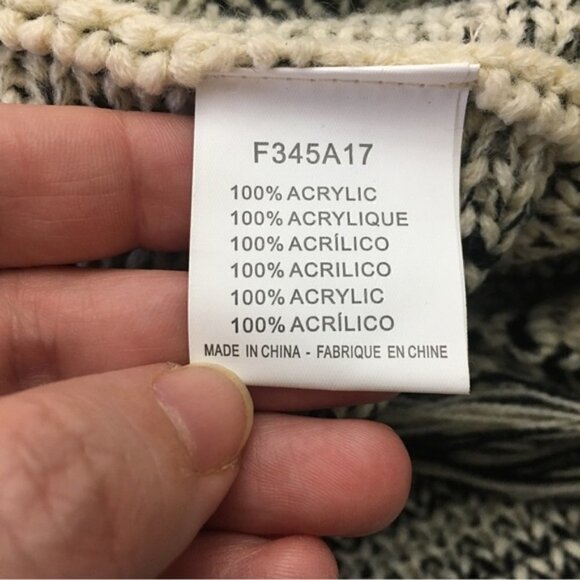 F345A17
100% ACRYLIC
100% ACRYLIQUE
100% ACRÍLICO
100% ACRILICO
100% ACRYLIC
100% ACRÍLICO
MADE IN CHINA - FABRIQUE EN CHINE